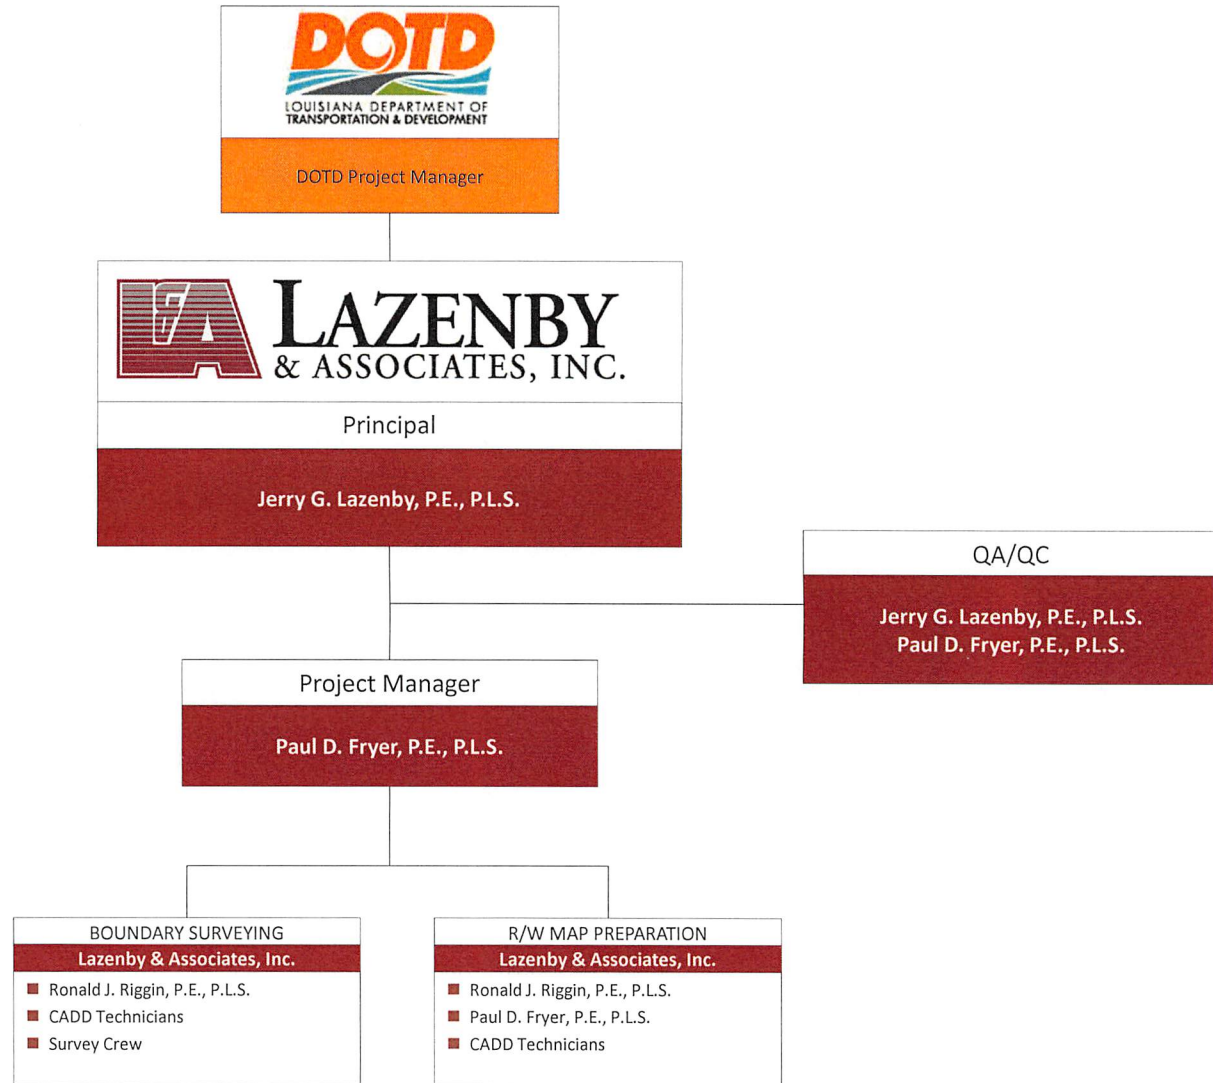 DOTD
LOUISIANA DEPARTMENT OF
TRANSPORTATION & DEVELOPMENT
DOTD Project Manager
L&A
LAZENBY
& ASSOCIATES, INC.
Principal
Jerry G. Lazenby, P.E., P.L.S.
QA/QC
Jerry G. Lazenby, P.E., P.L.S.
Paul D. Fryer, P.E., P.L.S.
Project Manager
Paul D. Fryer, P.E., P.L.S.
BOUNDARY SURVEYING
Lazenby & Associates, Inc.
Ronald J. Riggin, P.E., P.L.S.
CADD Technicians
Survey Crew
R/W MAP PREPARATION
Lazenby & Associates, Inc.
Ronald J. Riggin, P.E., P.L.S.
Paul D. Fryer, P.E., P.L.S.
CADD Technicians